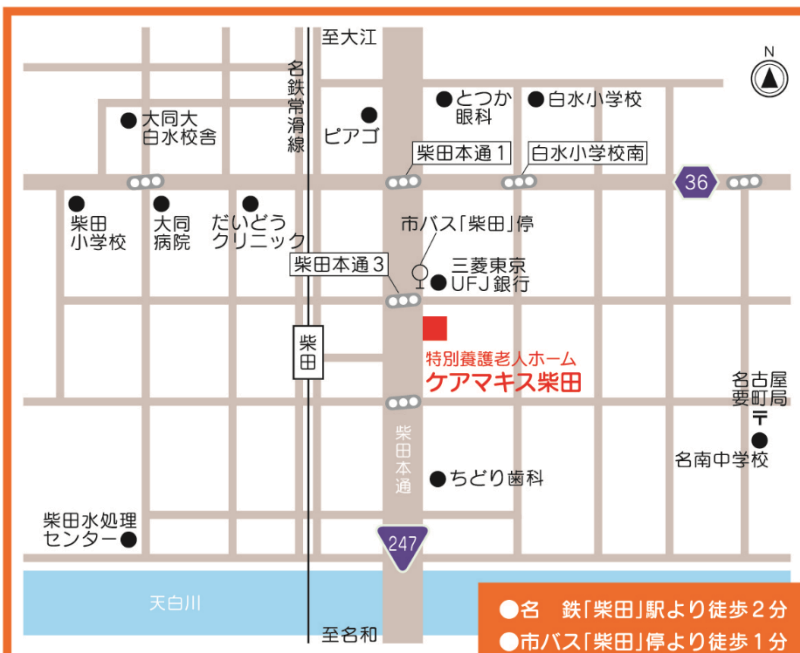 至大江
N
名鉄常滑線
大同大
白水校舎
ピアゴ
とつか
眼科
白水小学校
柴田本通1
白水小学校南
36
柴田
小学校
大同
病院
だいどう
クリニック
市バス「柴田」停
柴田本通3
三菱東京
UFJ銀行
柴田
特別養護老人ホーム
ケアマキス柴田
名古屋
要町局
〒
名南中学校
柴田本通
ちどり歯科
柴田水処理
センター
247
天白川
至名和
●名　鉄「柴田」駅より徒歩2分
●市バス「柴田」停より徒歩1分